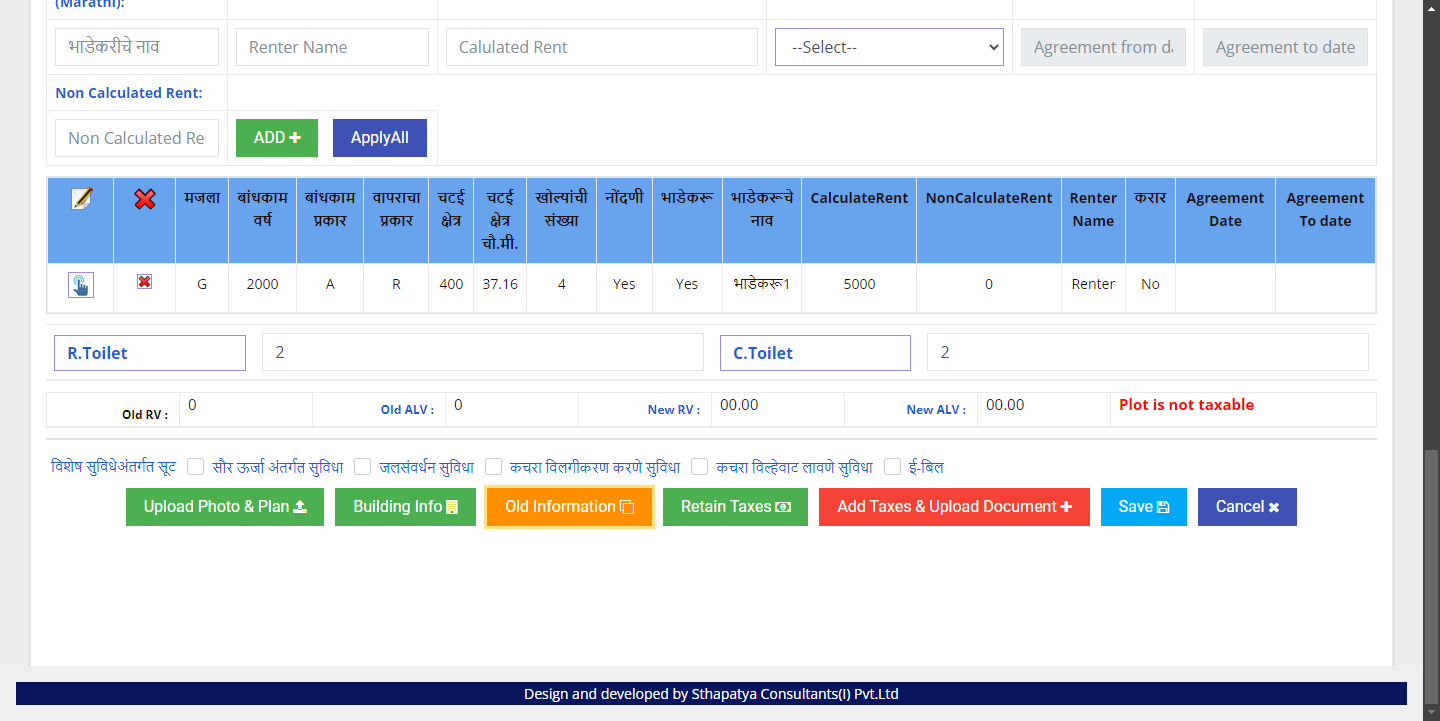 (Marathi):
भाडेकरीचे नाव Renter Name Calulated Rent --Select-- Agreement from da Agreement to date
Non Calculated Rent:
Non Calculated Re ADD ApplyAll
मजला बांधकाम वर्ष बांधकाम प्रकार वापराचा प्रकार चटई क्षेत्र चटई क्षेत्र चौ.मी. खोल्यांची संख्या नोंदणी भाडेकरू भाडेकरूचे नाव CalculateRent NonCalculateRent Renter Name करार Agreement Date Agreement To date
G 2000 A R 400 37.16 4 Yes Yes भाडेकरू1 5000 0 Renter No
R.Toilet 2 C.Toilet 2
Old RV : 0 Old ALV : 0 New RV : 00.00 New ALV : 00.00 Plot is not taxable
विशेष सुविधेअंतर्गत सूट सौर ऊर्जा अंतर्गत सुविधा जलसंवर्धन सुविधा कचरा विलगीकरण करणे सुविधा कचरा विल्हेवाट लावणे सुविधा ई-बिल
Upload Photo & Plan Building Info Old Information Retain Taxes Add Taxes & Upload Document Save Cancel
Design and developed by Sthapatya Consultants(I) Pvt.Ltd